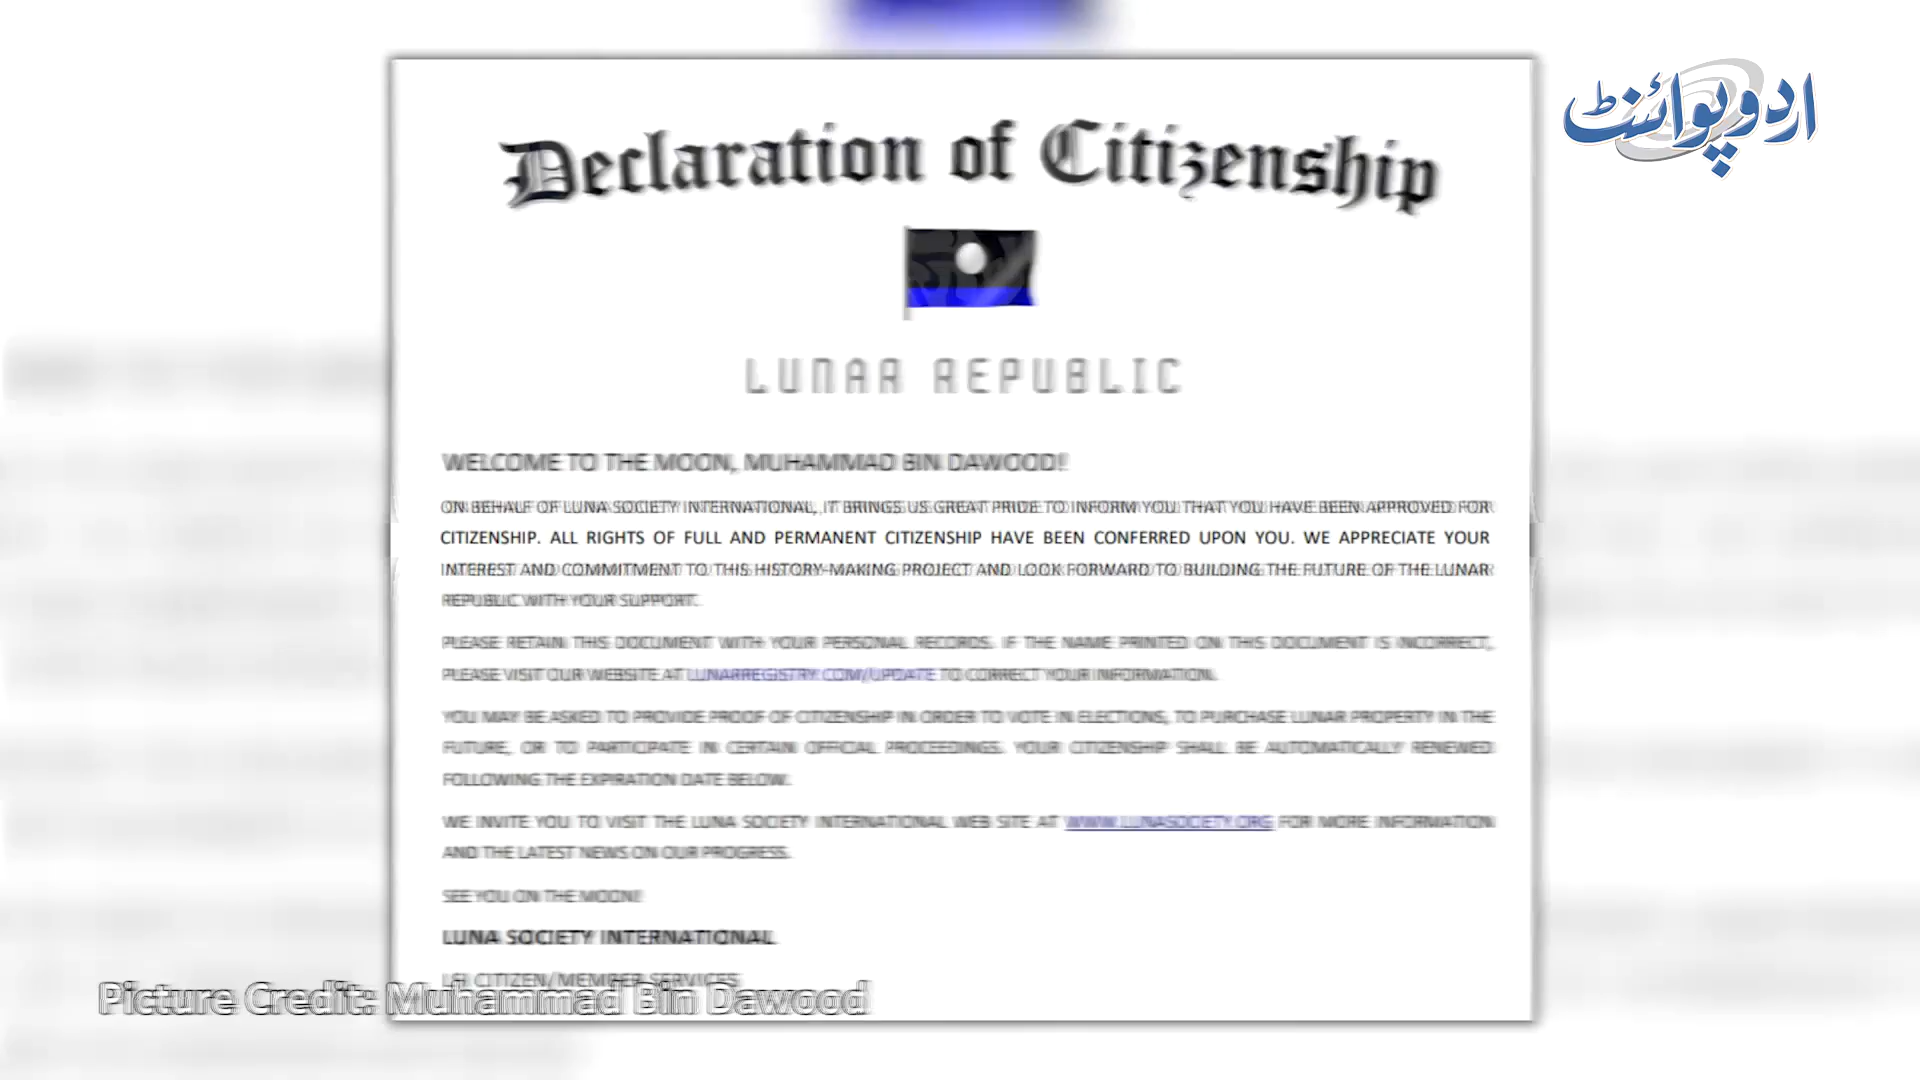 اردوپوائنٹ
Declaration of Citizenship
LUNAR REPUBLIC
WELCOME TO THE MOON, MUHAMMAD BIN DAWOOD!
ON BEHALF OF LUNA SOCIETY INTERNATIONAL, IT BRINGS US GREAT PRIDE TO INFORM YOU THAT YOU HAVE BEEN APPROVED FOR
CITIZENSHIP. ALL RIGHTS OF FULL AND PERMANENT CITIZENSHIP HAVE BEEN CONFERRED UPON YOU. WE APPRECIATE YOUR
INTEREST AND COMMITMENT TO THIS HISTORY-MAKING PROJECT AND LOOK FORWARD TO BUILDING THE FUTURE OF THE LUNAR
REPUBLIC WITH YOUR SUPPORT.
PLEASE RETAIN THIS DOCUMENT WITH YOUR PERSONAL RECORDS. IF THE NAME PRINTED ON THIS DOCUMENT IS INCORRECT,
PLEASE VISIT OUR WEBSITE AT LUNARREGISTRY.COM/UPDATE TO CORRECT YOUR INFORMATION.
YOU MAY BE ASKED TO PROVIDE PROOF OF CITIZENSHIP IN ORDER TO VOTE IN ELECTIONS, TO PURCHASE LUNAR PROPERTY IN THE
FUTURE, OR TO PARTICIPATE IN CERTAIN OFFICIAL PROCEEDINGS. YOUR CITIZENSHIP SHALL BE AUTOMATICALLY RENEWED
FOLLOWING THE EXPIRATION DATE BELOW.
WE INVITE YOU TO VISIT THE LUNA SOCIETY INTERNATIONAL WEB SITE AT WWW.LUNASOCIETY.ORG FOR MORE INFORMATION
AND THE LATEST NEWS ON OUR PROGRESS.
SEE YOU ON THE MOON!
LUNA SOCIETY INTERNATIONAL
LSI CITIZEN/MEMBER SERVICES
Picture Credit: Muhammad Bin Dawood